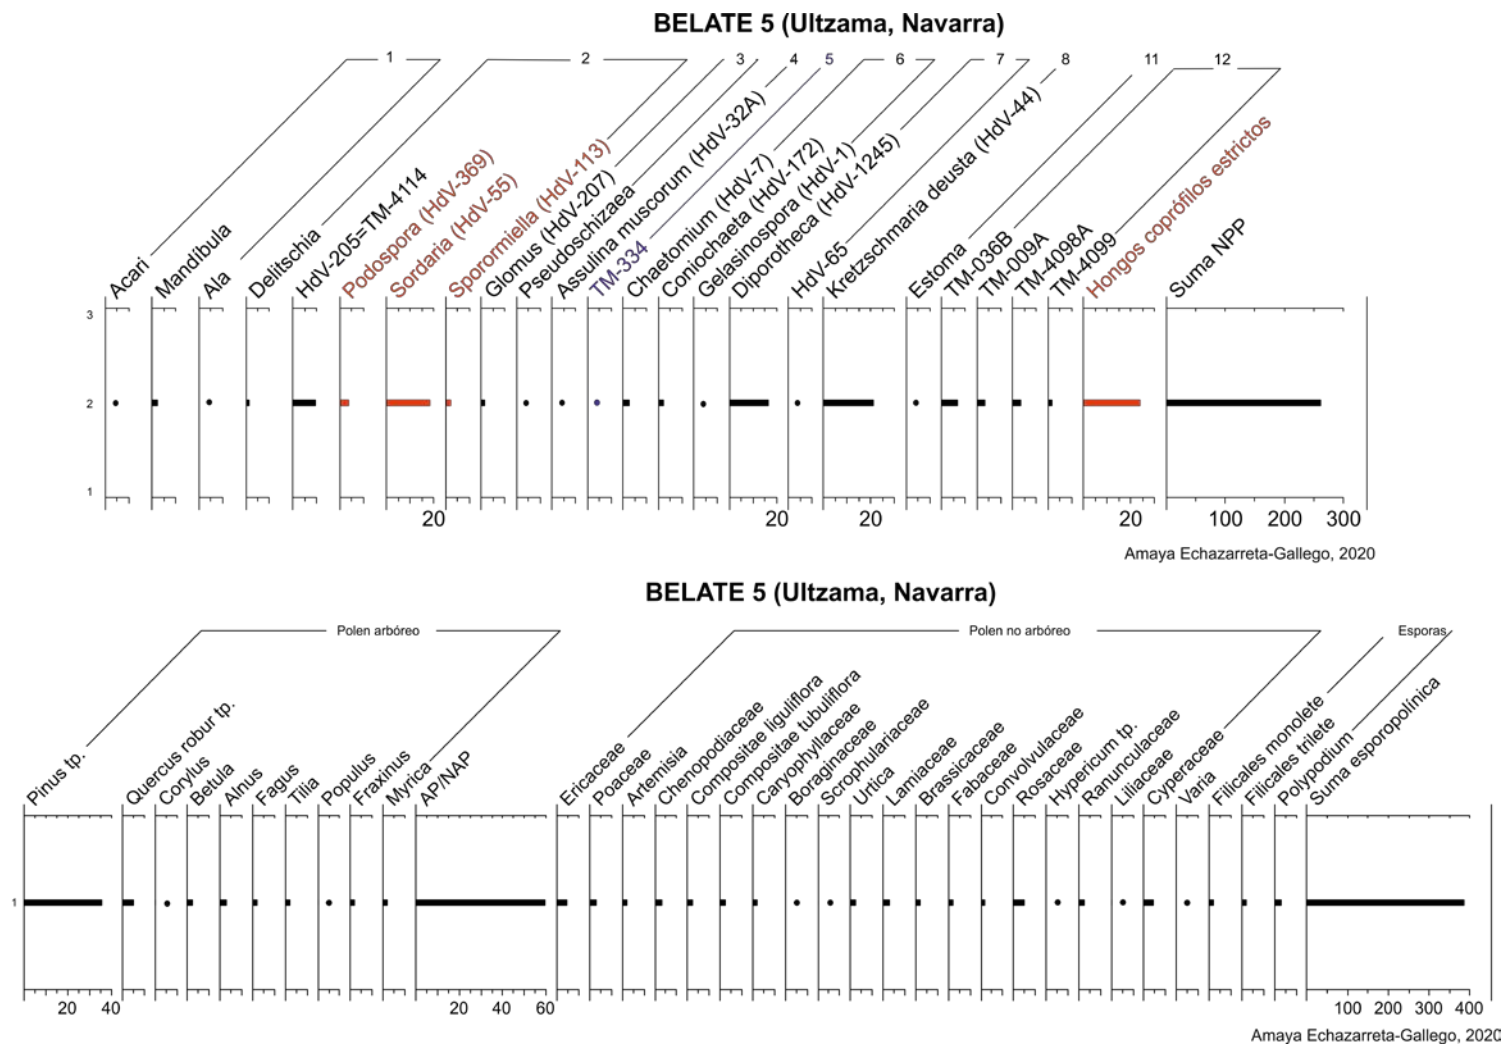 BELATE 5 (Ultzama, Navarra)
1 2 3 4 5 6 7 8 11 12
Acari
Mandíbula
Ala
Delitschia
HdV-205=TM-4114
Podospora (HdV-369)
Sordaria (HdV-55)
Sporormiella (HdV-113)
Glomus (HdV-207)
Pseudoschizaea
Assulina muscorum (HdV-32A)
TM-334
Chaetomium (HdV-7)
Coniochaeta (HdV-172)
Gelasinospora (HdV-1)
Diporotheca (HdV-1245)
HdV-65
Kretzschmaria deusta (HdV-44)
Estoma
TM-036B
TM-009A
TM-4098A
TM-4099
Hongos coprófilos estrictos
Suma NPP
3
2
1
20 20 20 20 100 200 300
Amaya Echazarreta-Gallego, 2020
BELATE 5 (Ultzama, Navarra)
Polen arbóreo Polen no arbóreo Esporas
Pinus tp.
Quercus robur tp.
Corylus
Betula
Alnus
Fagus
Tilia
Populus
Fraxinus
Myrica
AP/NAP
Ericaceae
Poaceae
Artemisia
Chenopodiaceae
Compositae liguliflora
Compositae tubuliflora
Caryophyllaceae
Boraginaceae
Scrophulariaceae
Urtica
Lamiaceae
Brassicaceae
Fabaceae
Convolvulaceae
Rosaceae
Hypericum tp.
Ranunculaceae
Liliaceae
Cyperaceae
Varia
Filicales monolete
Filicales trilete
Polypodium
Suma esporopolínica
1
20 40 20 40 60 100 200 300 400
Amaya Echazarreta-Gallego, 2020